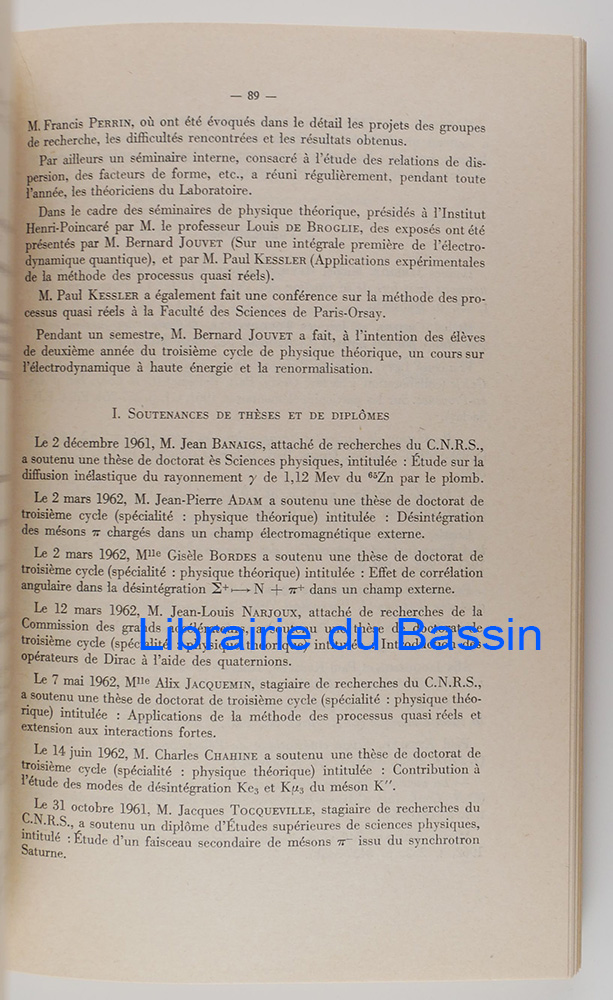 — 89 —
M. Francis PERRIN, où ont été évoqués dans le détail les projets des groupes
de recherche, les difficultés rencontrées et les résultats obtenus.
Par ailleurs un séminaire interne, consacré à l'étude des relations de dis-
persion, des facteurs de forme, etc., a réuni régulièrement, pendant toute
l'année, les théoriciens du Laboratoire.
Dans le cadre des séminaires de physique théorique, présidés à l'Institut
Henri-Poincaré par M. le professeur Louis DE BROGLIE, des exposés ont été
présentés par M. Bernard JOUVET (Sur une intégrale première de l'électro-
dynamique quantique), et par M. Paul KESSLER (Applications expérimentales
de la méthode des processus quasi réels).
M. Paul KESSLER a également fait une conférence sur la méthode des pro-
cessus quasi réels à la Faculté des Sciences de Paris-Orsay.
Pendant un semestre, M. Bernard JOUVET a fait, à l'intention des élèves
de deuxième année du troisième cycle de physique théorique, un cours sur
l'électrodynamique à haute énergie et la renormalisation.
I. SOUTENANCES DE THÈSES ET DE DIPLÔMES
Le 2 décembre 1961, M. Jean BANAIGS, attaché de recherches du C.N.R.S.,
a soutenu une thèse de doctorat ès Sciences physiques, intitulée : Étude sur la
diffusion inélastique du rayonnement γ de 1,12 Mev du ⁶⁵Zn par le plomb.
Le 2 mars 1962, M. Jean-Pierre ADAM a soutenu une thèse de doctorat de
troisième cycle (spécialité : physique théorique) intitulée : Désintégration
des mésons π chargés dans un champ électromagnétique externe.
Le 2 mars 1962, Mlle Gisèle BORDES a soutenu une thèse de doctorat de
troisième cycle (spécialité : physique théorique) intitulée : Effet de corrélation
angulaire dans la désintégration Σ⁺ ⟼ N + π⁺ dans un champ externe.
Le 12 mars 1962, M. Jean-Louis NARJOUX, attaché de recherches de la
Commission des grands accélérateurs, a soutenu une thèse de doctorat de
troisième cycle (spécialité : physique théorique) intitulée : Introduction des
opérateurs de Dirac à l'aide des quaternions.
Librairie du Bassin
Le 7 mai 1962, Mlle Alix JACQUEMIN, stagiaire de recherches du C.N.R.S.,
a soutenu une thèse de doctorat de troisième cycle (spécialité : physique théo-
rique) intitulée : Applications de la méthode des processus quasi réels et
extension aux interactions fortes.
Le 14 juin 1962, M. Charles CHAHINE a soutenu une thèse de doctorat de
troisième cycle (spécialité : physique théorique) intitulée : Contribution à
l'étude des modes de désintégration Ke₃ et Kμ₃ du méson K″.
Le 31 octobre 1961, M. Jacques TOCQUEVILLE, stagiaire de recherches du
C.N.R.S., a soutenu un diplôme d'Études supérieures de sciences physiques,
intitulé : Étude d'un faisceau secondaire de mésons π⁻ issu du synchrotron
Saturne.